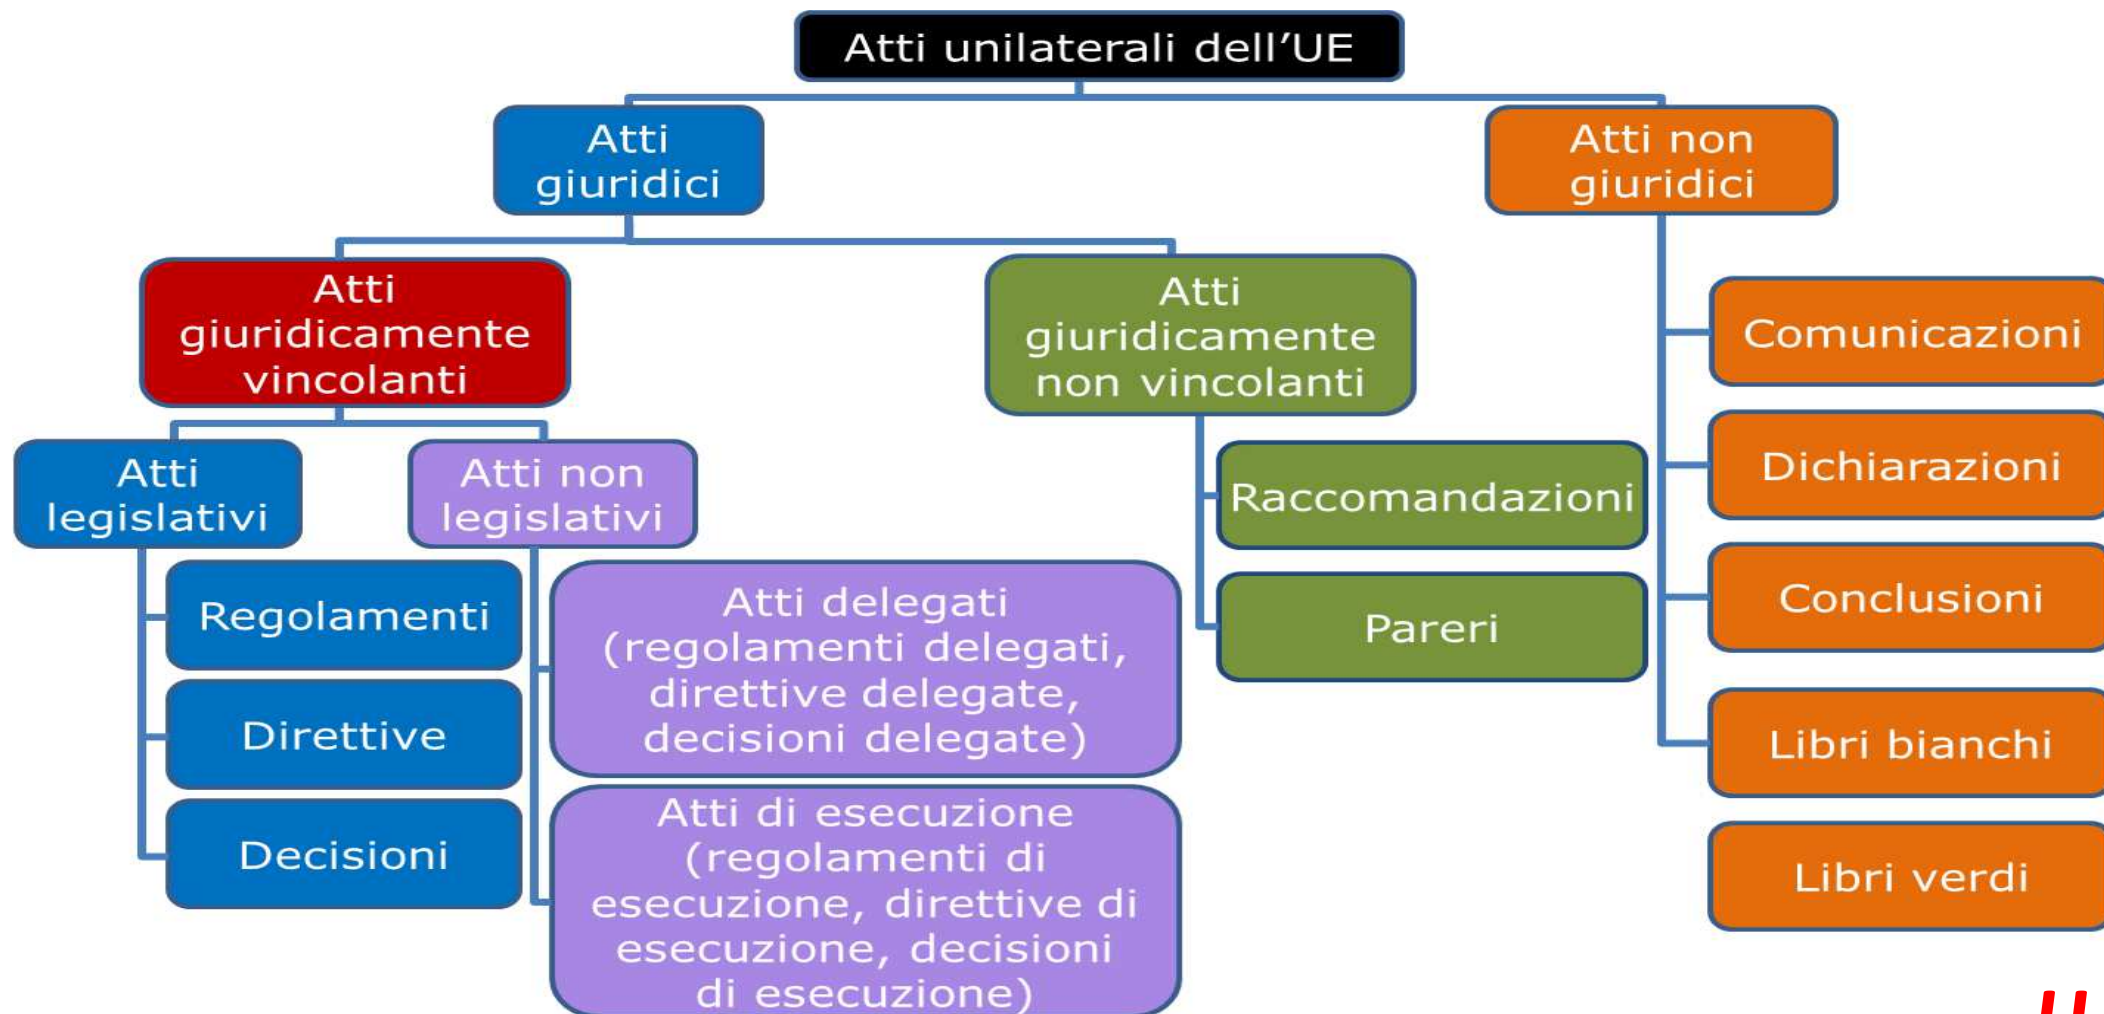 Atti unilaterali dell’UE
Atti
giuridici
Atti non
giuridici
Atti
giuridicamente
vincolanti
Atti
giuridicamente
non vincolanti
Atti
legislativi
Atti non
legislativi
Regolamenti
Direttive
Decisioni
Atti delegati
(regolamenti delegati,
direttive delegate,
decisioni delegate)
Atti di esecuzione
(regolamenti di
esecuzione, direttive di
esecuzione, decisioni
di esecuzione)
Raccomandazioni
Pareri
Comunicazioni
Dichiarazioni
Conclusioni
Libri bianchi
Libri verdi